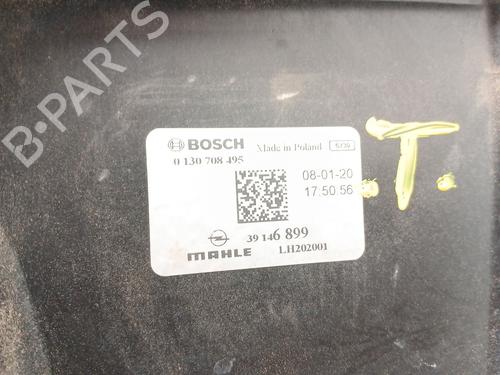 B-PARTS
BOSCH Made in Poland
0 130 708 495
08-01-20
17:50:56
39 146 899
MAHLE LH202001
T.